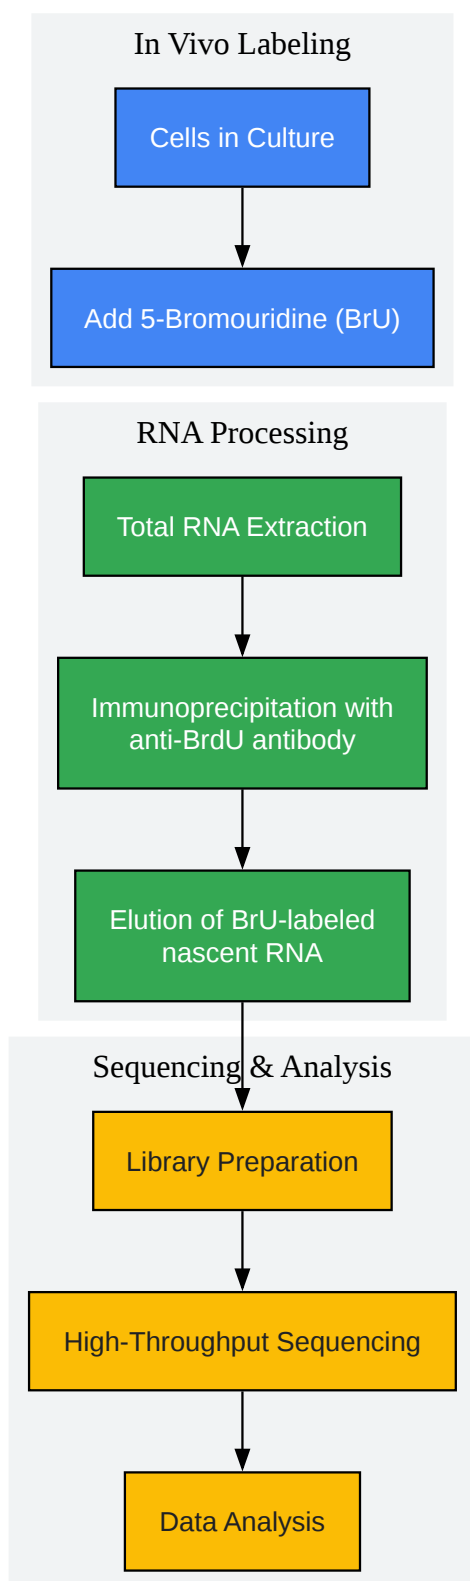 In Vivo Labeling
Cells in Culture
Add 5-Bromouridine (BrU)
RNA Processing
Total RNA Extraction
Immunoprecipitation with
anti-BrdU antibody
Elution of BrU-labeled
nascent RNA
Sequencing & Analysis
Library Preparation
High-Throughput Sequencing
Data Analysis